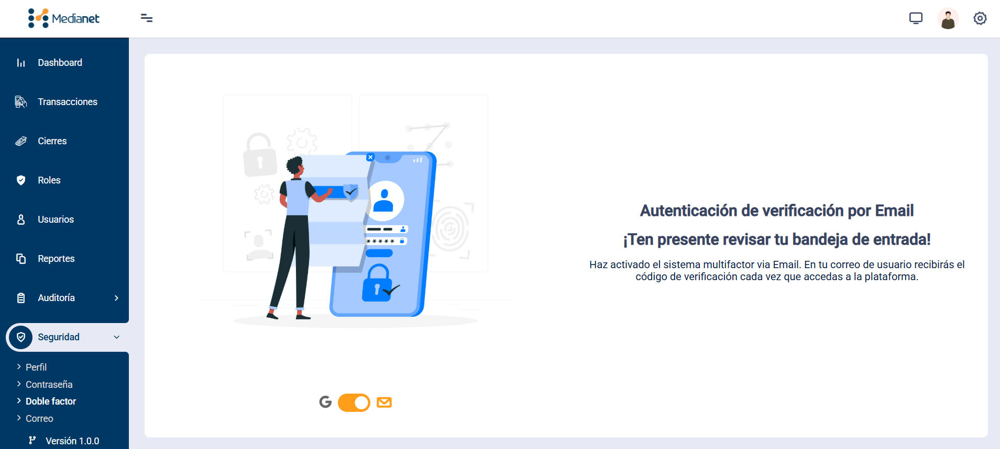 Medianet
Dashboard
Transacciones
Cierres
Roles
Usuarios
Reportes
Auditoría
Seguridad
Perfil
Contraseña
Doble factor
Correo
Versión 1.0.0
Autenticación de verificación por Email
¡Ten presente revisar tu bandeja de entrada!
Haz activado el sistema multifactor via Email. En tu correo de usuario recibirás el
código de verificación cada vez que accedas a la plataforma.